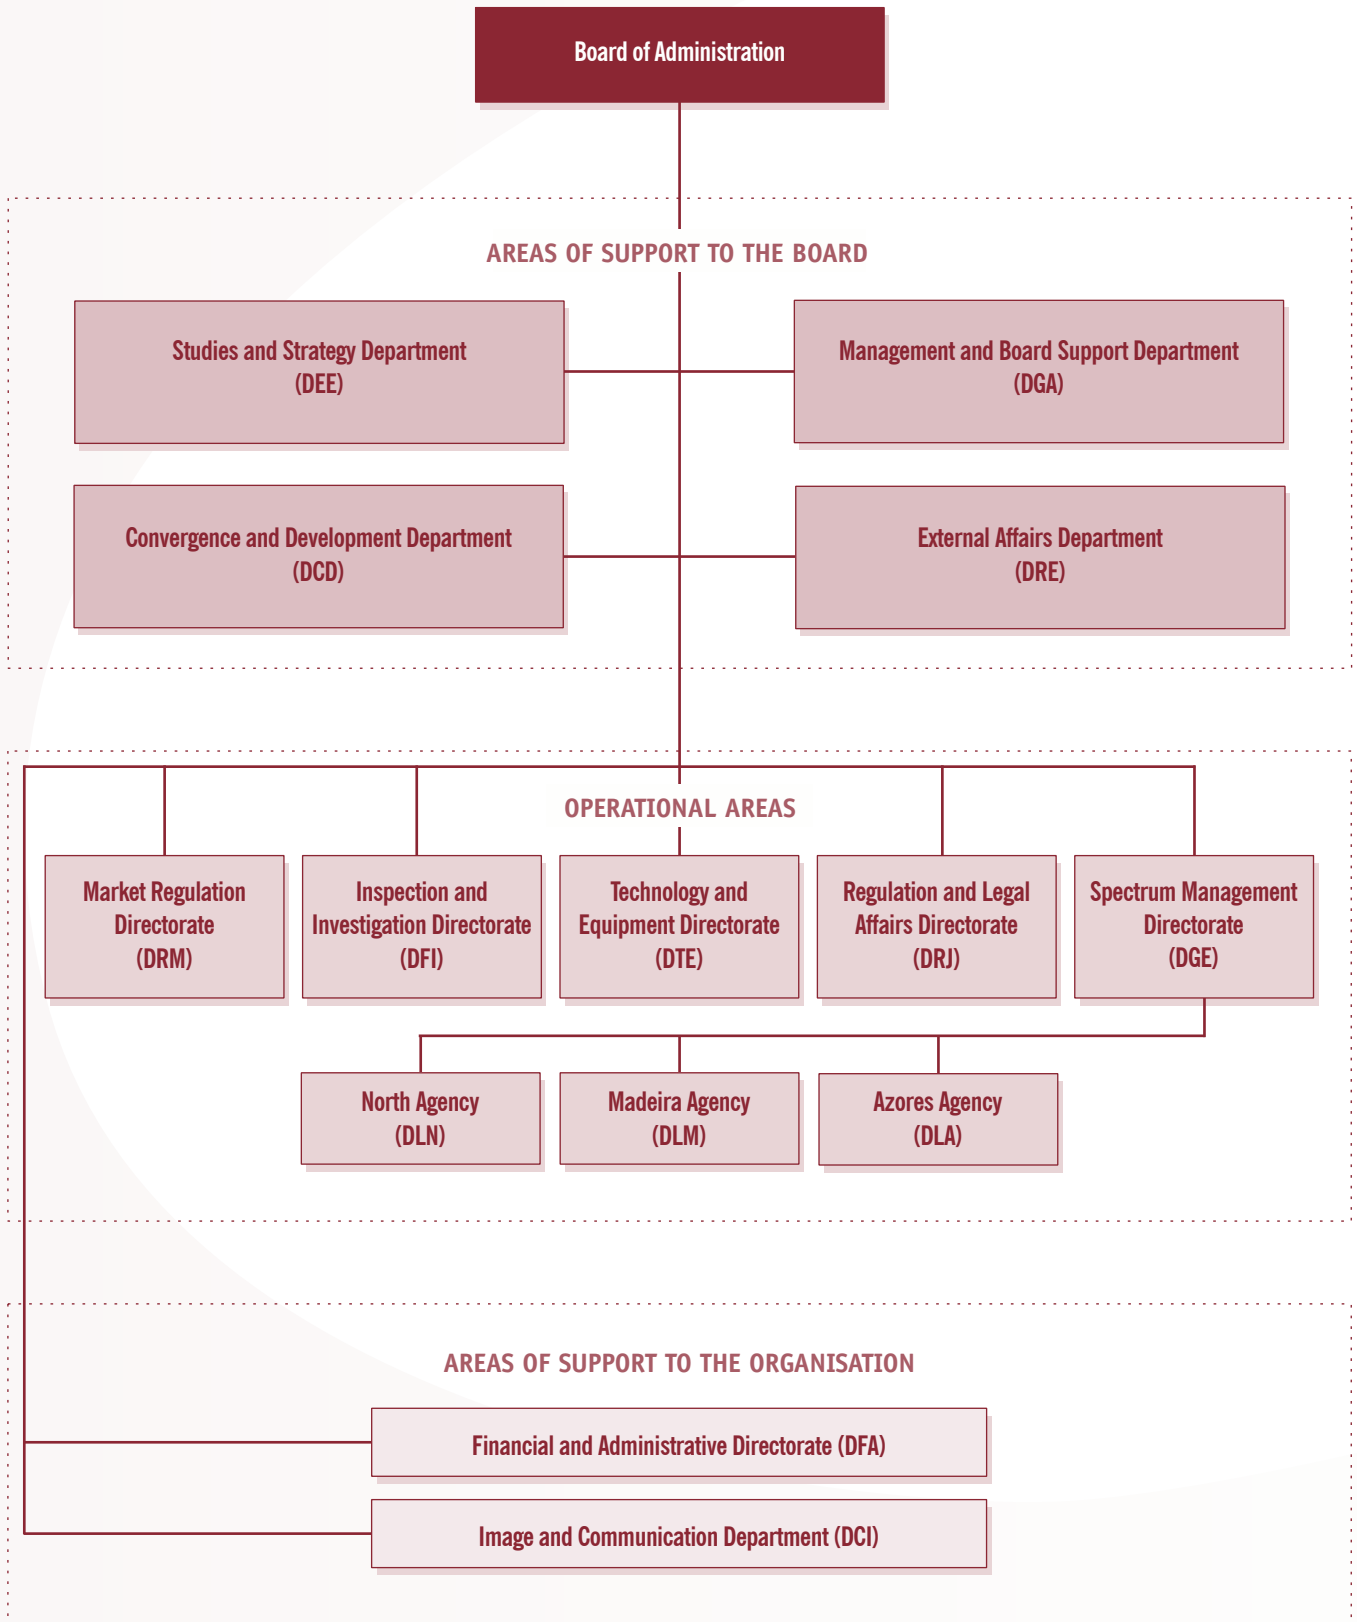 Board of Administration
AREAS OF SUPPORT TO THE BOARD
Studies and Strategy Department
(DEE)
Management and Board Support Department
(DGA)
Convergence and Development Department
(DCD)
External Affairs Department
(DRE)
OPERATIONAL AREAS
Market Regulation
Directorate
(DRM)
Inspection and
Investigation Directorate
(DFI)
Technology and
Equipment Directorate
(DTE)
Regulation and Legal
Affairs Directorate
(DRJ)
Spectrum Management
Directorate
(DGE)
North Agency
(DLN)
Madeira Agency
(DLM)
Azores Agency
(DLA)
AREAS OF SUPPORT TO THE ORGANISATION
Financial and Administrative Directorate (DFA)
Image and Communication Department (DCI)